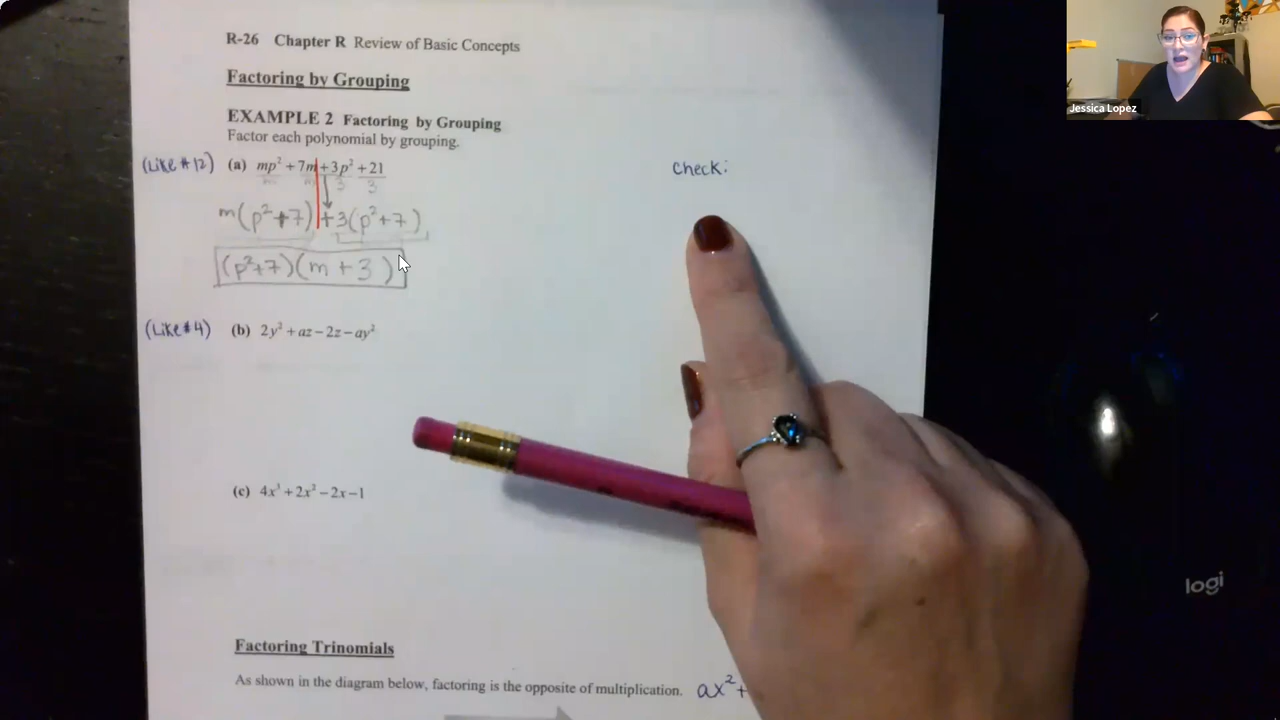 R-26 Chapter R Review of Basic Concepts
Factoring by Grouping
EXAMPLE 2 Factoring by Grouping
Factor each polynomial by grouping.
(Like #12) (a) mp² + 7m + 3p² + 21
m m 3 3
check:
m(p²+7) + 3(p²+7)
(p²+7)(m + 3)
(Like #4) (b) 2y² + az − 2z − ay²
(c) 4x³ + 2x² − 2x − 1
Factoring Trinomials
As shown in the diagram below, factoring is the opposite of multiplication. ax²+
Jessica Lopez
logi